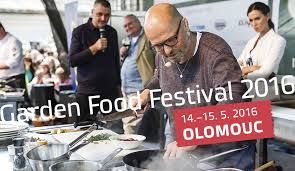 Garden Food Festival 2016
14.–15. 5. 2016
OLOMOUC